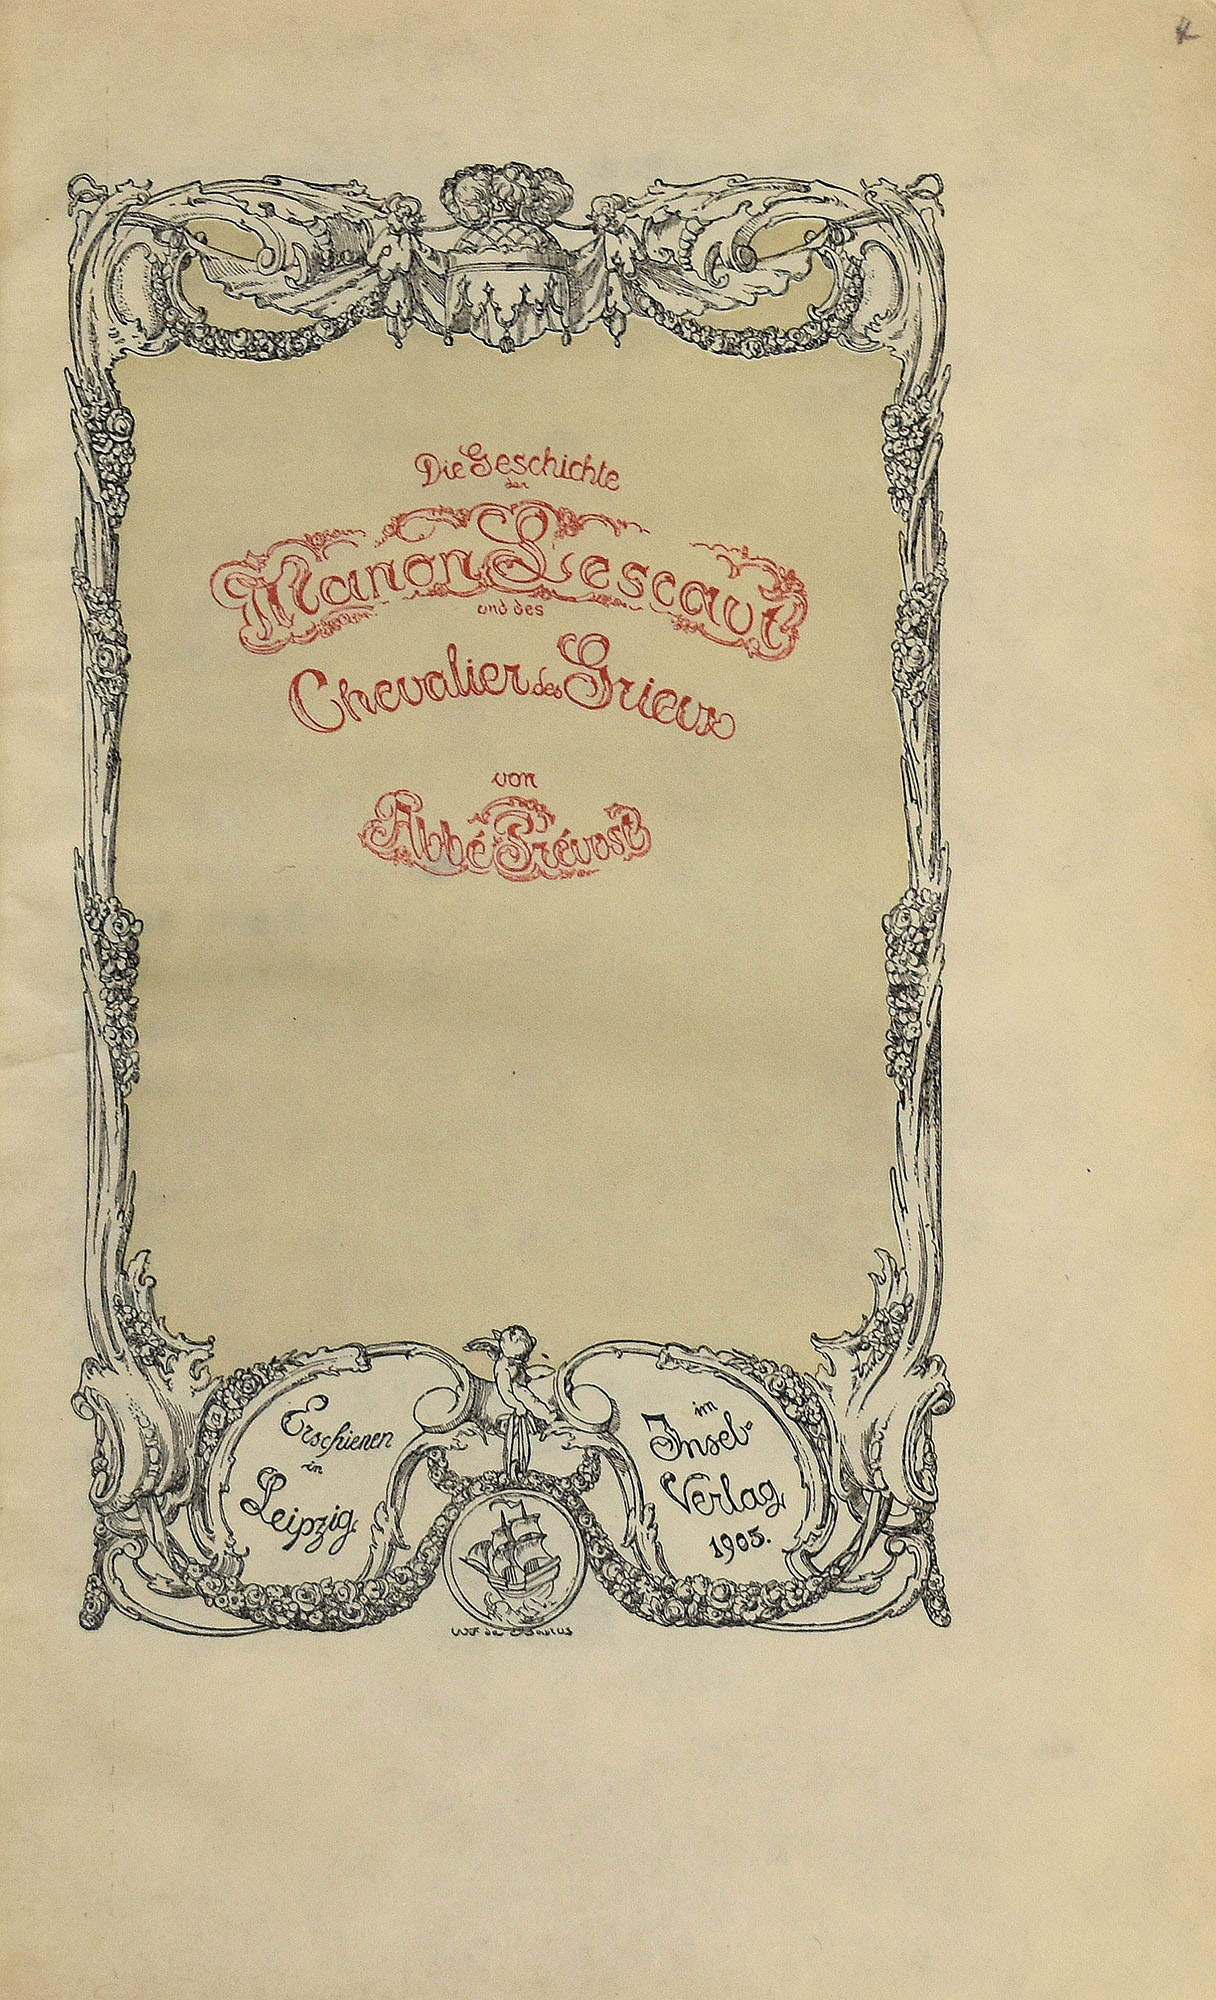 Die Geschichte
der
Manon Lescaut
und des
Chevalier des Grieux
von
Abbé Prévost
Erschienen
in
Leipzig
im
Insel-
Verlag
1905.